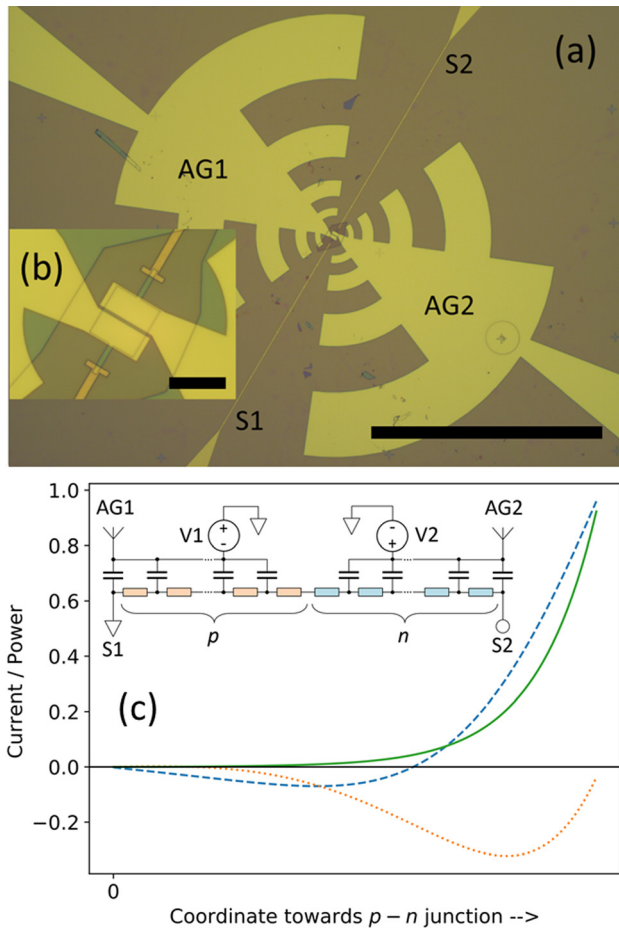 (a)
S2
AG1
(b)
AG2
S1
1.0
0.8
0.6
0.4
0.2
0.0
−0.2
Current / Power
AG1
V1
+
-
V2
-
+
AG2
S1
p
n
S2
(c)
0
Coordinate towards p − n junction -->